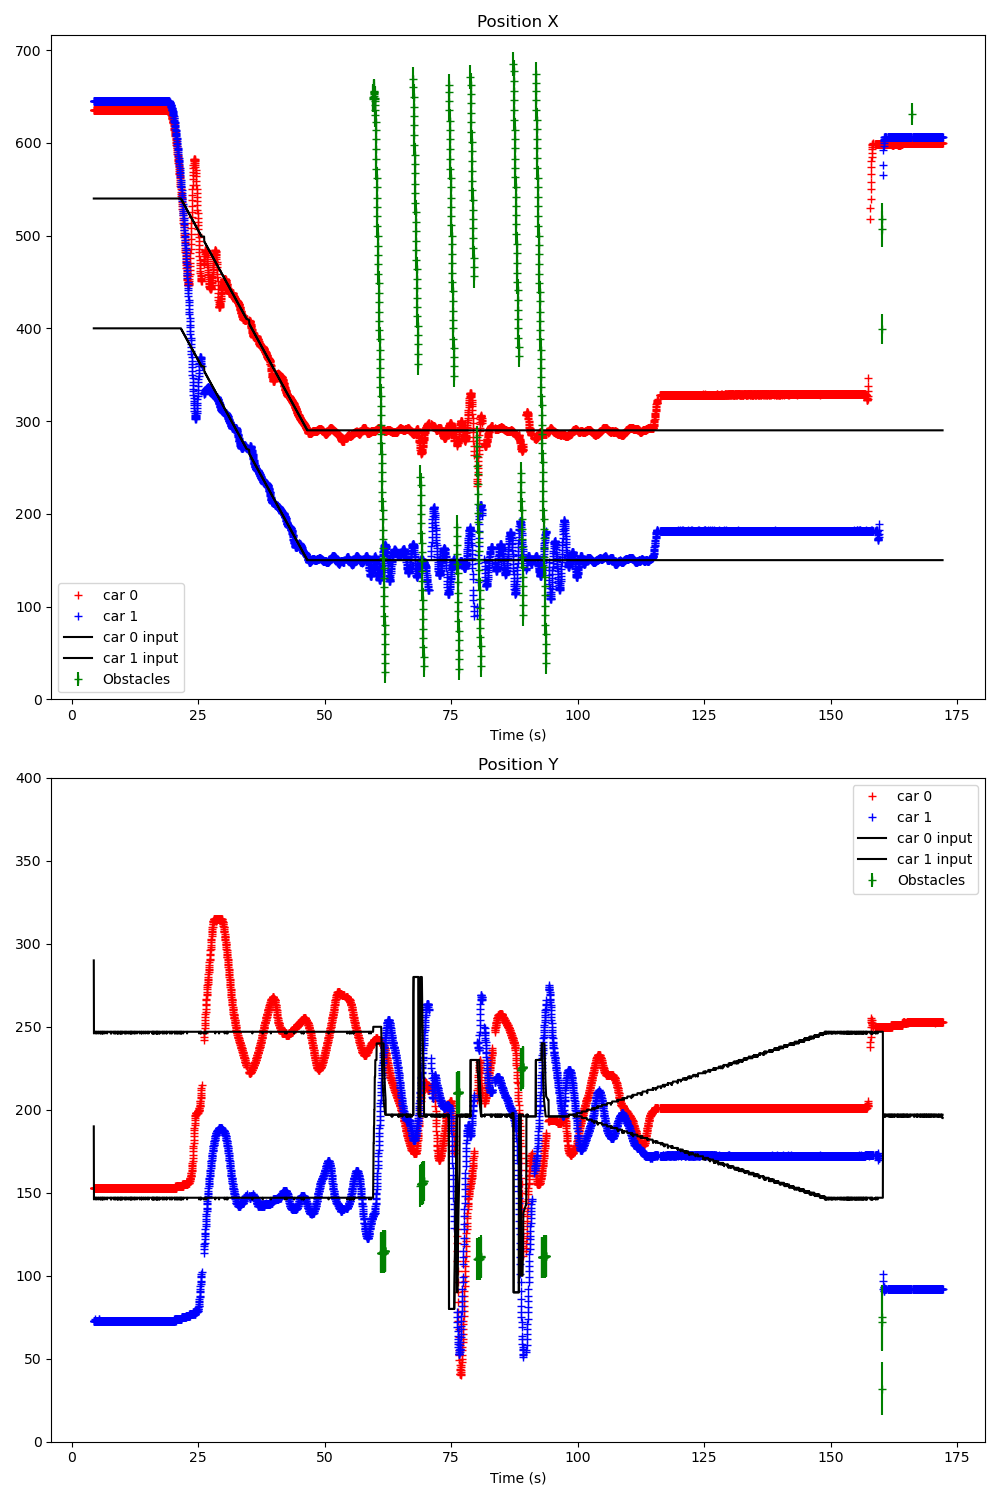 Position X
700
600
500
400
300
200
100
0
car 0
car 1
car 0 input
car 1 input
Obstacles
0 25 50 75 100 125 150 175
Time (s)
Position Y
400
350
300
250
200
150
100
50
0
car 0
car 1
car 0 input
car 1 input
Obstacles
0 25 50 75 100 125 150 175
Time (s)